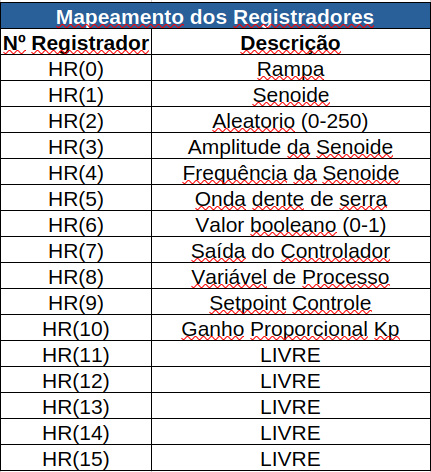 Mapeamento dos Registradores
Nº Registrador Descrição
HR(0) Rampa
HR(1) Senoide
HR(2) Aleatorio (0-250)
HR(3) Amplitude da Senoide
HR(4) Frequência da Senoide
HR(5) Onda dente de serra
HR(6) Valor booleano (0-1)
HR(7) Saída do Controlador
HR(8) Variável de Processo
HR(9) Setpoint Controle
HR(10) Ganho Proporcional Kp
HR(11) LIVRE
HR(12) LIVRE
HR(13) LIVRE
HR(14) LIVRE
HR(15) LIVRE